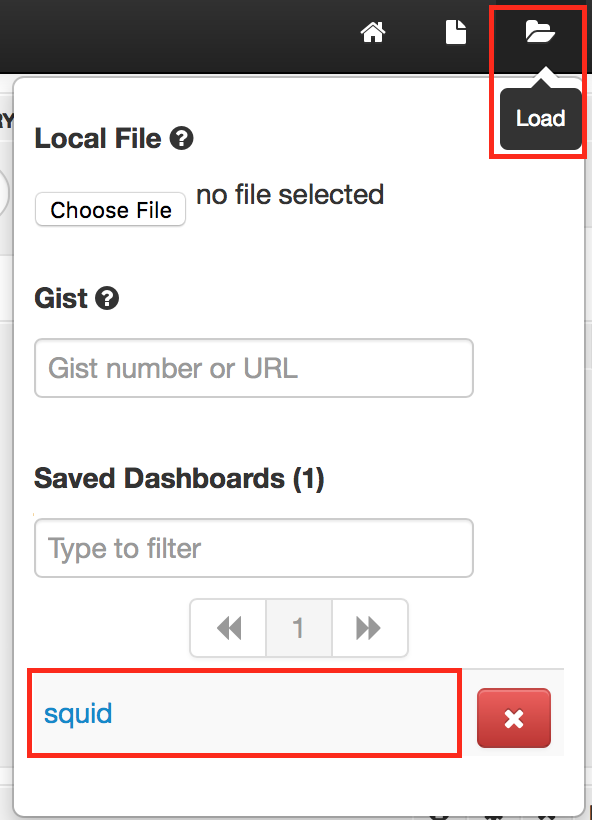 Load
RY
Local File ?
Choose File no file selected
Gist ?
Gist number or URL
Saved Dashboards (1)
Type to filter
1
squid